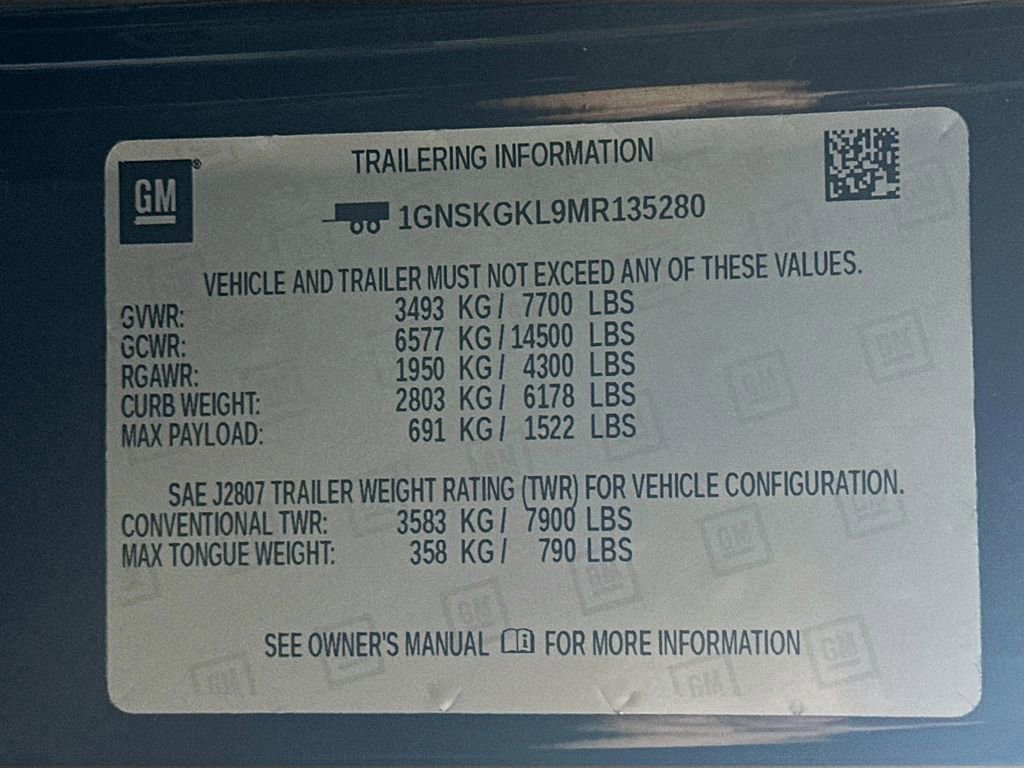 TRAILERING INFORMATION
GM®
1GNSKGKL9MR135280
VEHICLE AND TRAILER MUST NOT EXCEED ANY OF THESE VALUES.
GVWR: 3493 KG / 7700 LBS
GCWR: 6577 KG / 14500 LBS
RGAWR: 1950 KG / 4300 LBS
CURB WEIGHT: 2803 KG / 6178 LBS
MAX PAYLOAD: 691 KG / 1522 LBS
SAE J2807 TRAILER WEIGHT RATING (TWR) FOR VEHICLE CONFIGURATION.
CONVENTIONAL TWR: 3583 KG / 7900 LBS
MAX TONGUE WEIGHT: 358 KG / 790 LBS
SEE OWNER'S MANUAL i FOR MORE INFORMATION